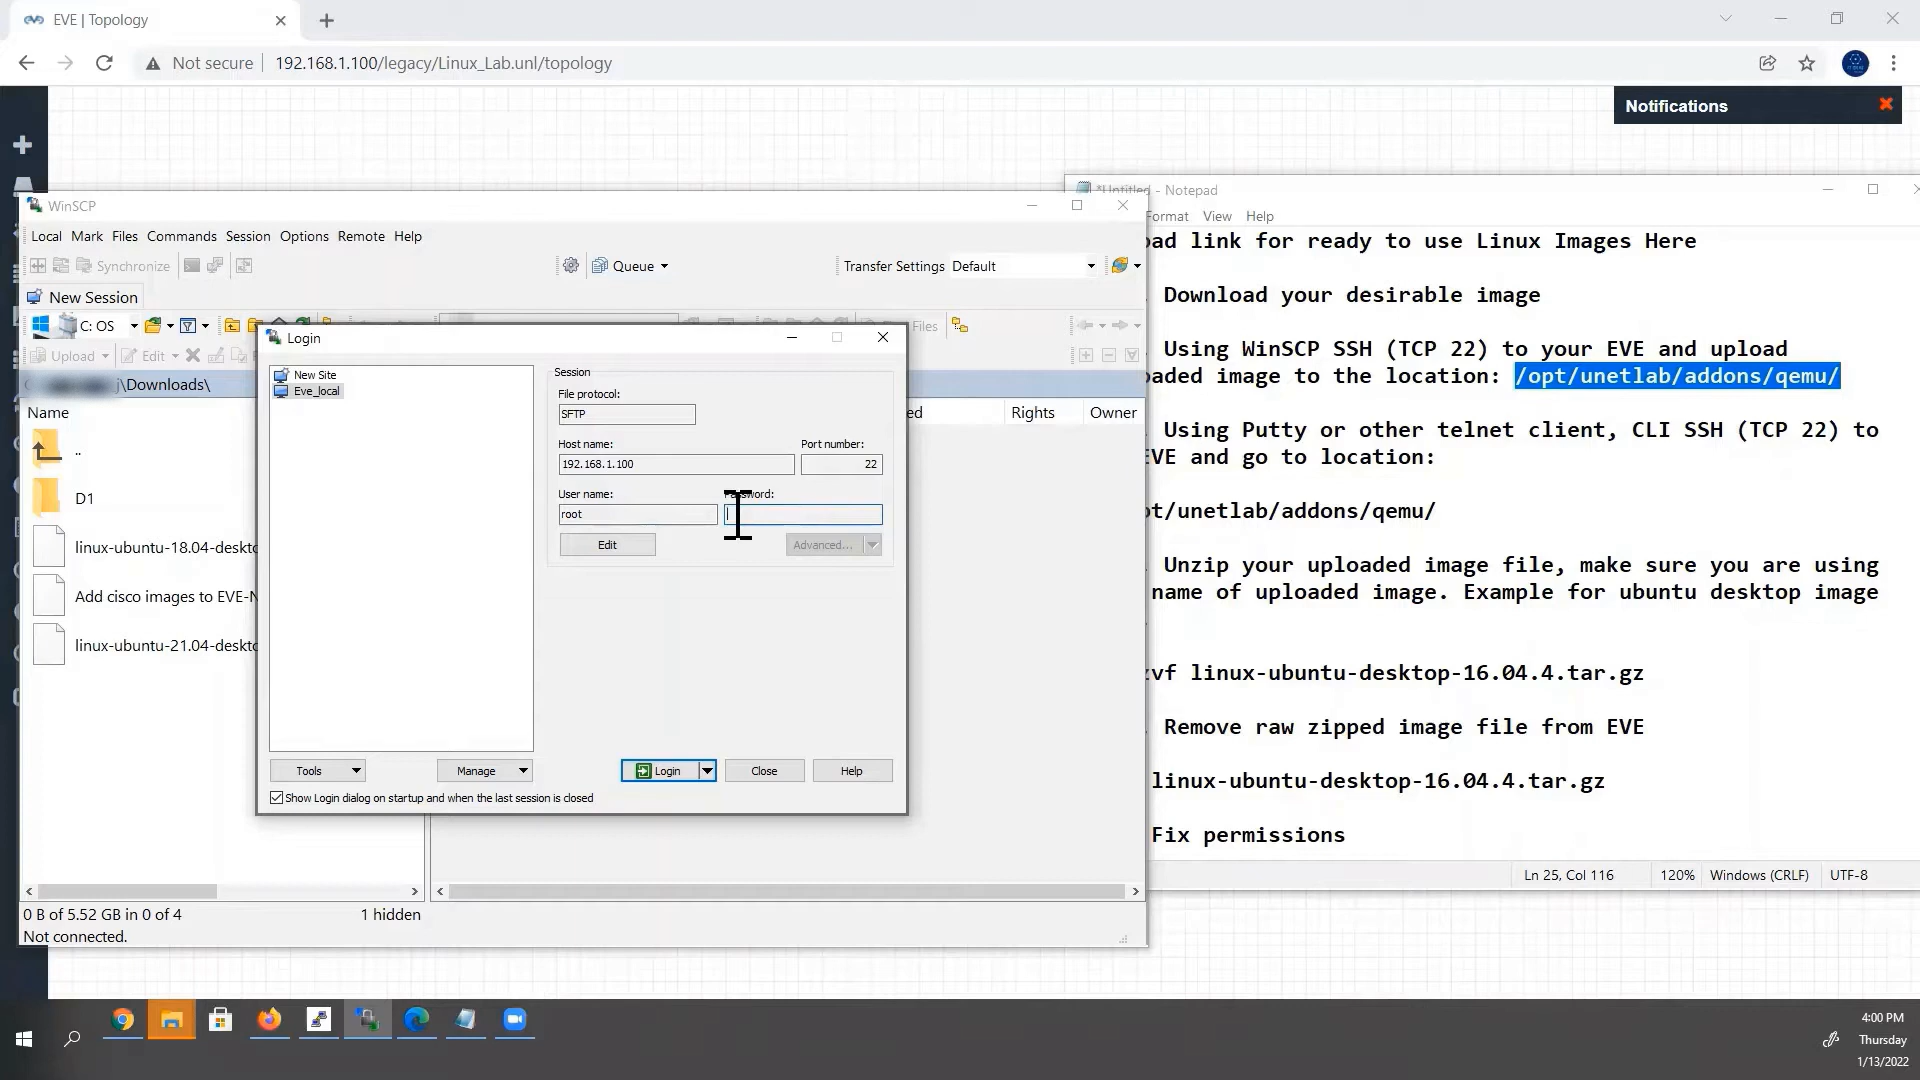 EVE | Topology
Not secure
192.168.1.100/legacy/Linux_Lab.unl/topology
Notifications
WinSCP
Local Mark Files Commands Session Options Remote Help
Synchronize
Queue
Transfer Settings Default
New Session
C: OS
Files
Upload
Edit
\Downloads\
Name
Rights
Owner
..
D1
linux-ubuntu-18.04-deskto
Add cisco images to EVE-N
linux-ubuntu-21.04-deskto
0 B of 5.52 GB in 0 of 4
1 hidden
Not connected.
Login
New Site
Eve_local
Session
File protocol:
SFTP
Host name:
Port number:
192.168.1.100
22
User name:
root
Edit
Advanced...
Tools
Manage
Login
Close
Help
Show Login dialog on startup and when the last session is closed
*Untitled - Notepad
Format View Help
ad link for ready to use Linux Images Here
Download your desirable image
Using WinSCP SSH (TCP 22) to your EVE and upload
aded image to the location: /opt/unetlab/addons/qemu/
Using Putty or other telnet client, CLI SSH (TCP 22) to
VE and go to location:
t/unetlab/addons/qemu/
Unzip your uploaded image file, make sure you are using
name of uploaded image. Example for ubuntu desktop image
vf linux-ubuntu-desktop-16.04.4.tar.gz
Remove raw zipped image file from EVE
linux-ubuntu-desktop-16.04.4.tar.gz
Fix permissions
Ln 25, Col 116
120%
Windows (CRLF)
UTF-8
4:00 PM
Thursday
1/13/2022